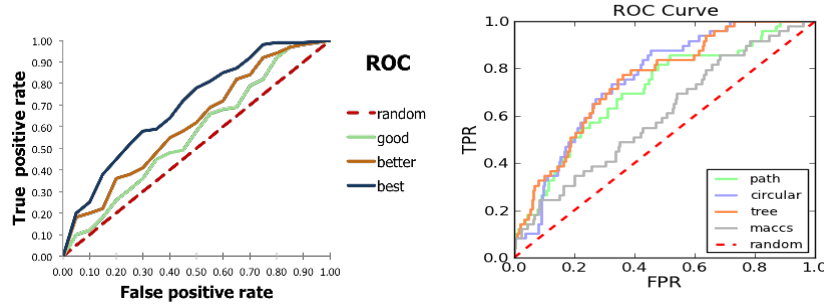 ROC
True positive rate
1.00
0.90
0.80
0.70
0.60
0.50
0.40
0.30
0.20
0.10
0.00
0.00 0.10 0.20 0.30 0.40 0.50 0.60 0.70 0.80 0.90 1.00
False positive rate
random
good
better
best
ROC Curve
TPR
1.0
0.8
0.6
0.4
0.2
0.0
0.0 0.2 0.4 0.6 0.8 1.0
FPR
path
circular
tree
maccs
random